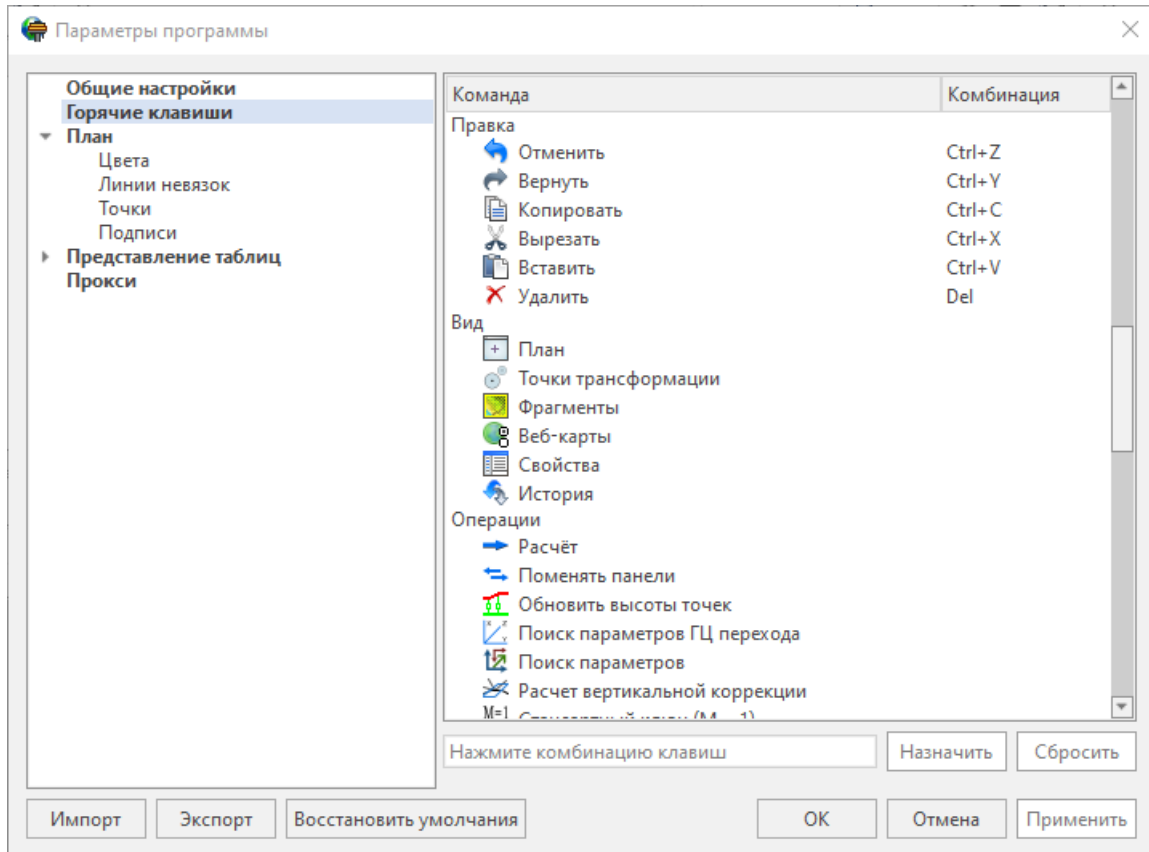 Параметры программы
Общие настройки
Горячие клавиши
План
Цвета
Линии невязок
Точки
Подписи
Представление таблиц
Прокси
Команда Комбинация
Правка
Отменить Ctrl+Z
Вернуть Ctrl+Y
Копировать Ctrl+C
Вырезать Ctrl+X
Вставить Ctrl+V
Удалить Del
Вид
План
Точки трансформации
Фрагменты
Веб-карты
Свойства
История
Операции
Расчёт
Поменять панели
Обновить высоты точек
Поиск параметров ГЦ перехода
Поиск параметров
Расчет вертикальной коррекции
M=1
Нажмите комбинацию клавиш Назначить Сбросить
Импорт Экспорт Восстановить умолчания ОК Отмена Применить